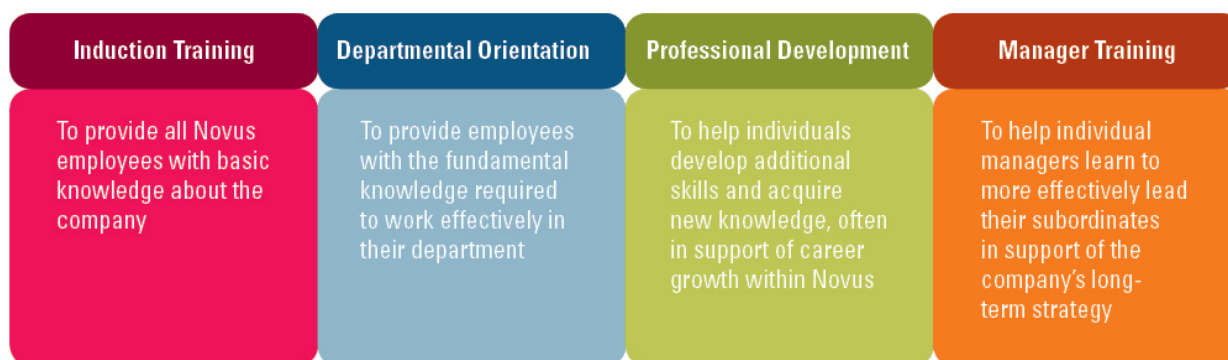 Induction Training
To provide all Novus
employees with basic
knowledge about the
company
Departmental Orientation
To provide employees
with the fundamental
knowledge required
to work effectively in
their department
Professional Development
To help individuals
develop additional
skills and acquire
new knowledge, often
in support of career
growth within Novus
Manager Training
To help individual
managers learn to
more effectively lead
their subordinates
in support of the
company’s long-
term strategy